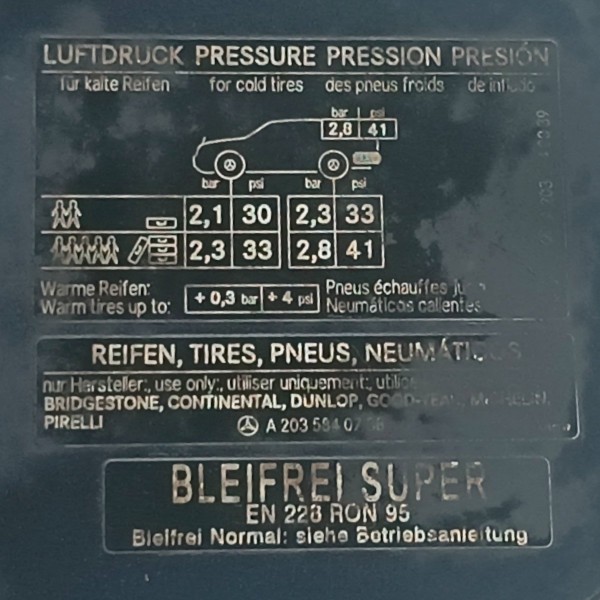 LUFTDRUCK PRESSURE PRESSION PRESIÓN
für kalte Reifen for cold tires des pneus froids de
bar psi
2,8 41
bar psi bar psi
2,1 30 2,3 33
2,3 33 2,8 41
Warme Reifen: Pneus échauffes
Warm tires up to: + 0,3 bar + 4 psi Neumáticos calientes
REIFEN, TIRES, PNEUS,
nur Hersteller:, use only:, utiliser uniquement:,
BRIDGESTONE, CONTINENTAL, DUNLOP,
PIRELLI A 203 584 07
BLEIFREI SUPER
EN 228 RON 95
Bleifrei Normal: siehe Betriebsanleitung